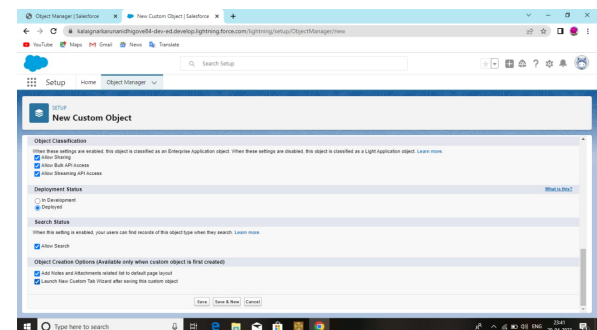 Object Manager | Salesforce
New Custom Object | Salesforce
kalaignarkarunanidhigove84-dev-ed.develop.lightning.force.com/lightning/setup/ObjectManager/new
YouTube Maps Gmail News Translate
Search Setup
Setup Home Object Manager
SETUP
New Custom Object
Object Classification
When these settings are enabled, this object is classified as an Enterprise Application object. When these settings are disabled, this object is classified as a Light Application object. Learn more.
Allow Sharing
Allow Bulk API Access
Allow Streaming API Access
Deployment Status What is this?
In Development
Deployed
Search Status
When this setting is enabled, your users can find records of this object type when they search. Learn more.
Allow Search
Object Creation Options (Available only when custom object is first created)
Add Notes and Attachments related list to default page layout
Launch New Custom Tab Wizard after saving this custom object
Save Save & New Cancel
Type here to search
ENG
23:41